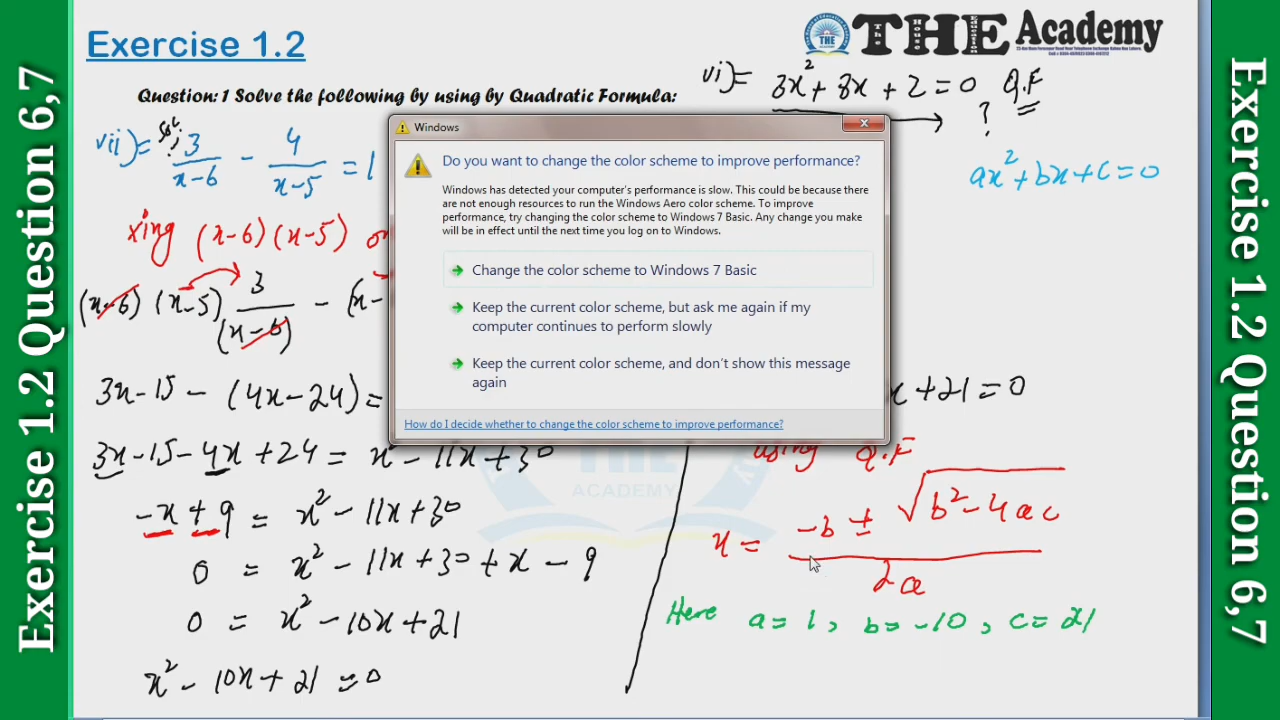 Exercise 1.2 Question 6,7
Exercise 1.2
THE Academy
THE
The
House
Education
Question: 1 Solve the following by using by Quadratic Formula:
vi)= 3x²+ 8x + 2 = 0 Q.F
?
ax²+bx+c=0
vii)= Sol; 3/(x-6) - 4/(x-5) = 1
xing (x-6)(x-5) on
(x-6) (x-5) 3/(x-6) - (x-
3x-15 - (4x-24) =
3x-15-4x+24 = x²-11x+30
-x + 9 = x²-11x+30
0 = x²-11x+30+x-9
0 = x²-10x+21
x²-10x+21=0
Windows
Do you want to change the color scheme to improve performance?
Windows has detected your computer's performance is slow. This could be because there
are not enough resources to run the Windows Aero color scheme. To improve
performance, try changing the color scheme to Windows 7 Basic. Any change you make
will be in effect until the next time you log on to Windows.
Change the color scheme to Windows 7 Basic
Keep the current color scheme, but ask me again if my
computer continues to perform slowly
Keep the current color scheme, and don't show this message
again
How do I decide whether to change the color scheme to improve performance?
x+21=0
using Q.F
x = (-b ± √(b²-4ac))/2a
Here a=1, b=-10, c=21
THE
ACADEMY
Exercise 1.2 Question 6,7